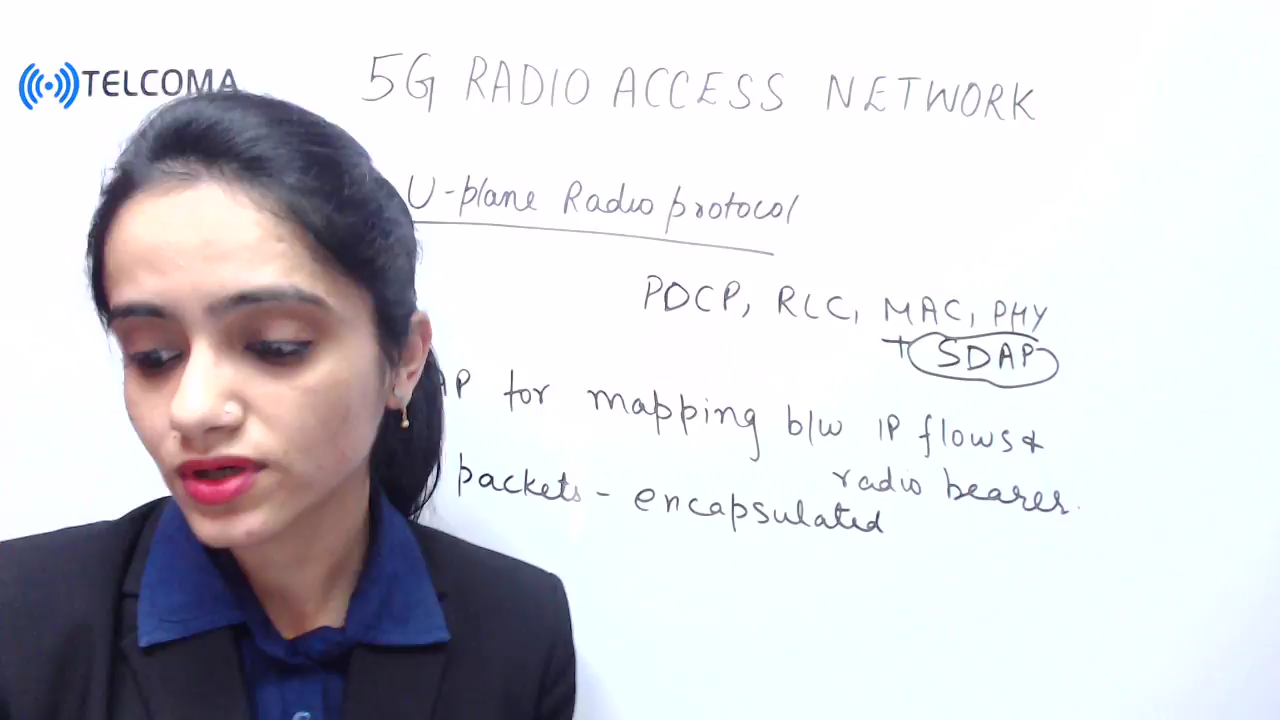 TELCOMA
5G RADIO ACCESS NETWORK
U-plane Radio protocol
PDCP, RLC, MAC, PHY
+ SDAP
AP for mapping b/w IP flows &
radio bearer.
packets - encapsulated